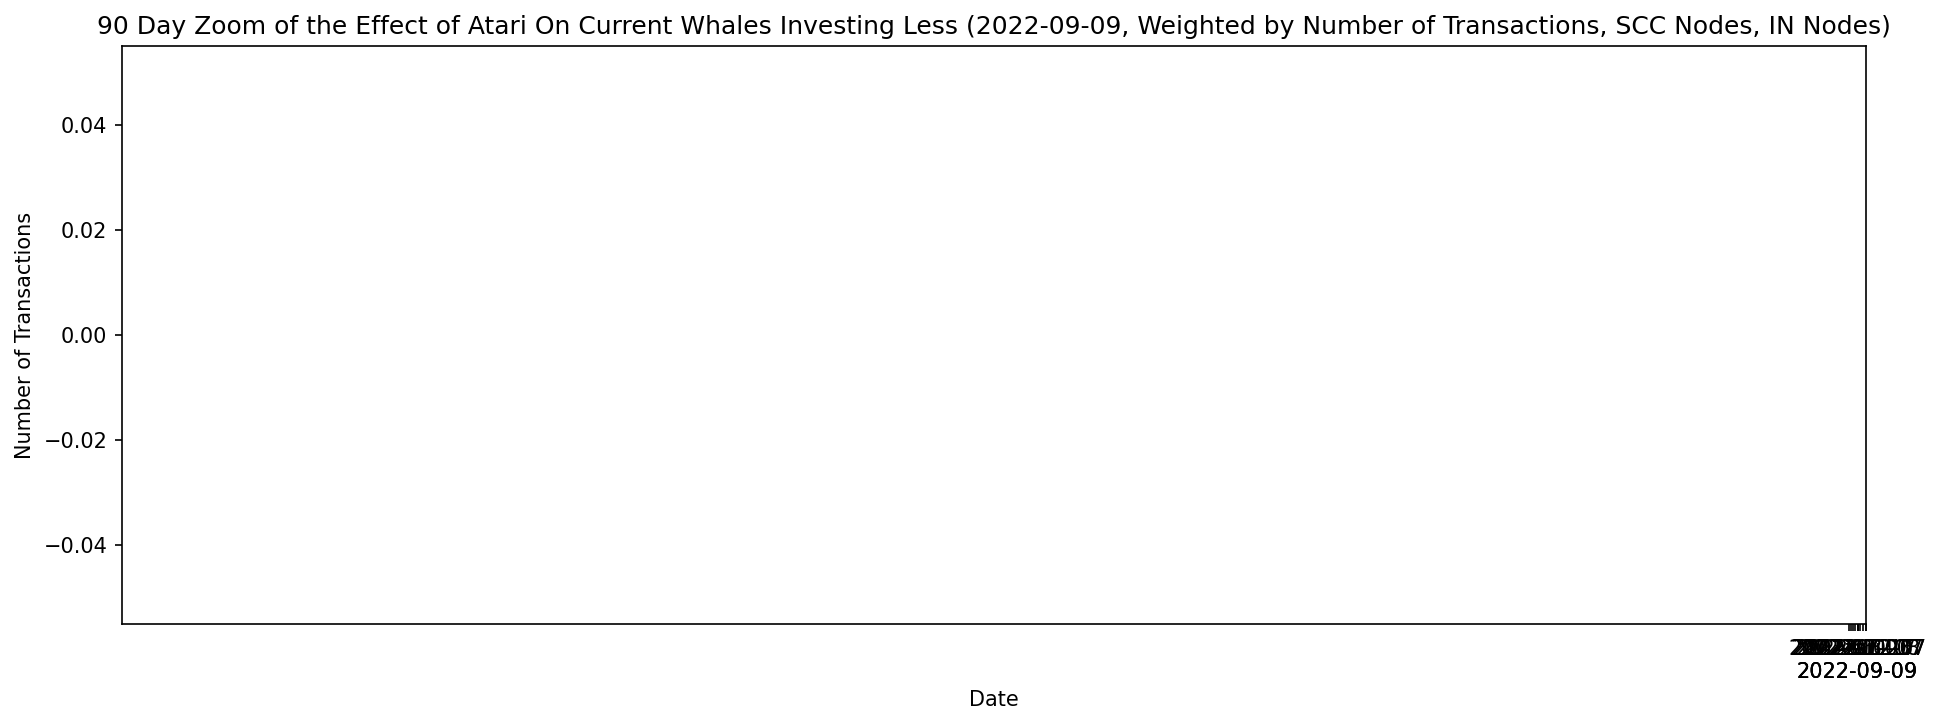 90 Day Zoom of the Effect of Atari On Current Whales Investing Less (2022-09-09, Weighted by Number of Transactions, SCC Nodes, IN Nodes)
0.04
0.02
0.00
−0.02
−0.04
Number of Transactions
2022-09-09
Date